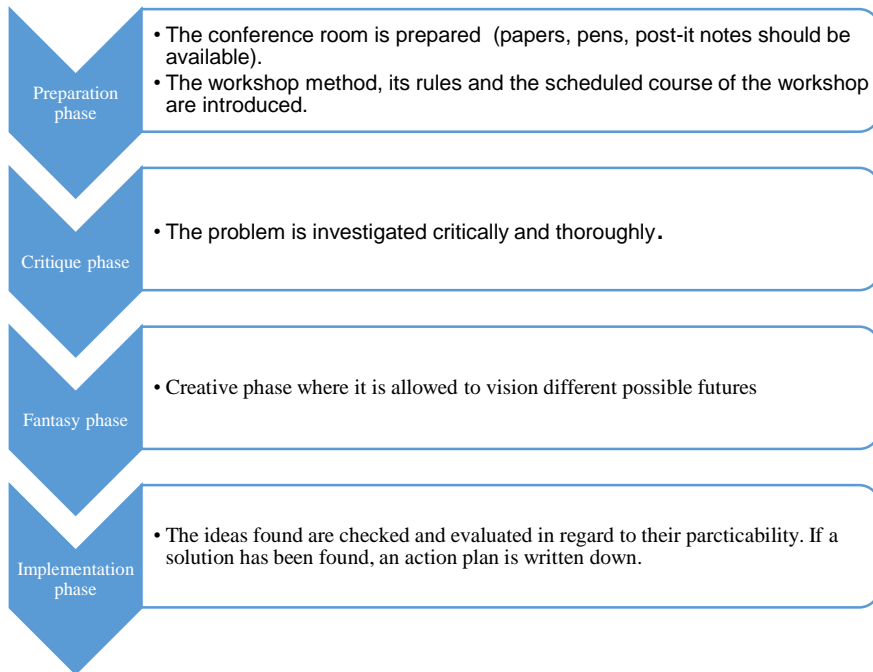 Preparation
phase
• The conference room is prepared (papers, pens, post-it notes should be
available).
• The workshop method, its rules and the scheduled course of the workshop
are introduced.
Critique phase
• The problem is investigated critically and thoroughly.
Fantasy phase
• Creative phase where it is allowed to vision different possible futures
Implementation
phase
• The ideas found are checked and evaluated in regard to their parcticability. If a
solution has been found, an action plan is written down.